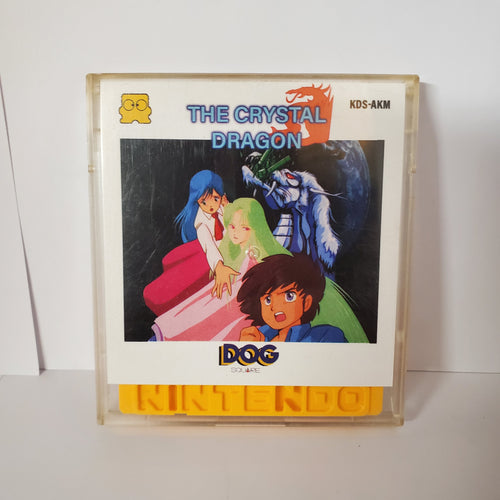 THE CRYSTAL
DRAGON
KDS-AKM
DOG
SQUARE
NINTENDO